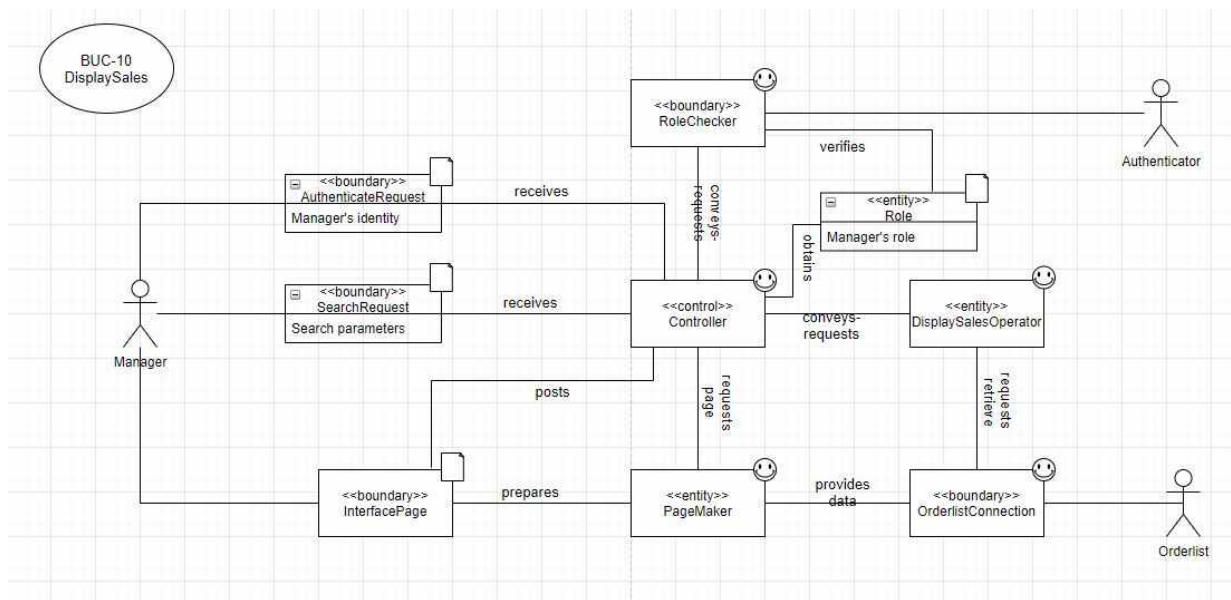 BUC-10
DisplaySales
<<boundary>>
RoleChecker
Authenticator
verifies
<<boundary>>
AuthenticateRequest
Manager's identity
receives
conveys-
requests
<<entity>>
Role
Manager's role
obtains
<<boundary>>
SearchRequest
Search parameters
receives
<<control>>
Controller
conveys-
requests
<<entity>>
DisplaySalesOperator
Manager
posts
requests
page
requests
retrieve
<<boundary>>
InterfacePage
prepares
<<entity>>
PageMaker
provides
data
<<boundary>>
OrderlistConnection
Orderlist